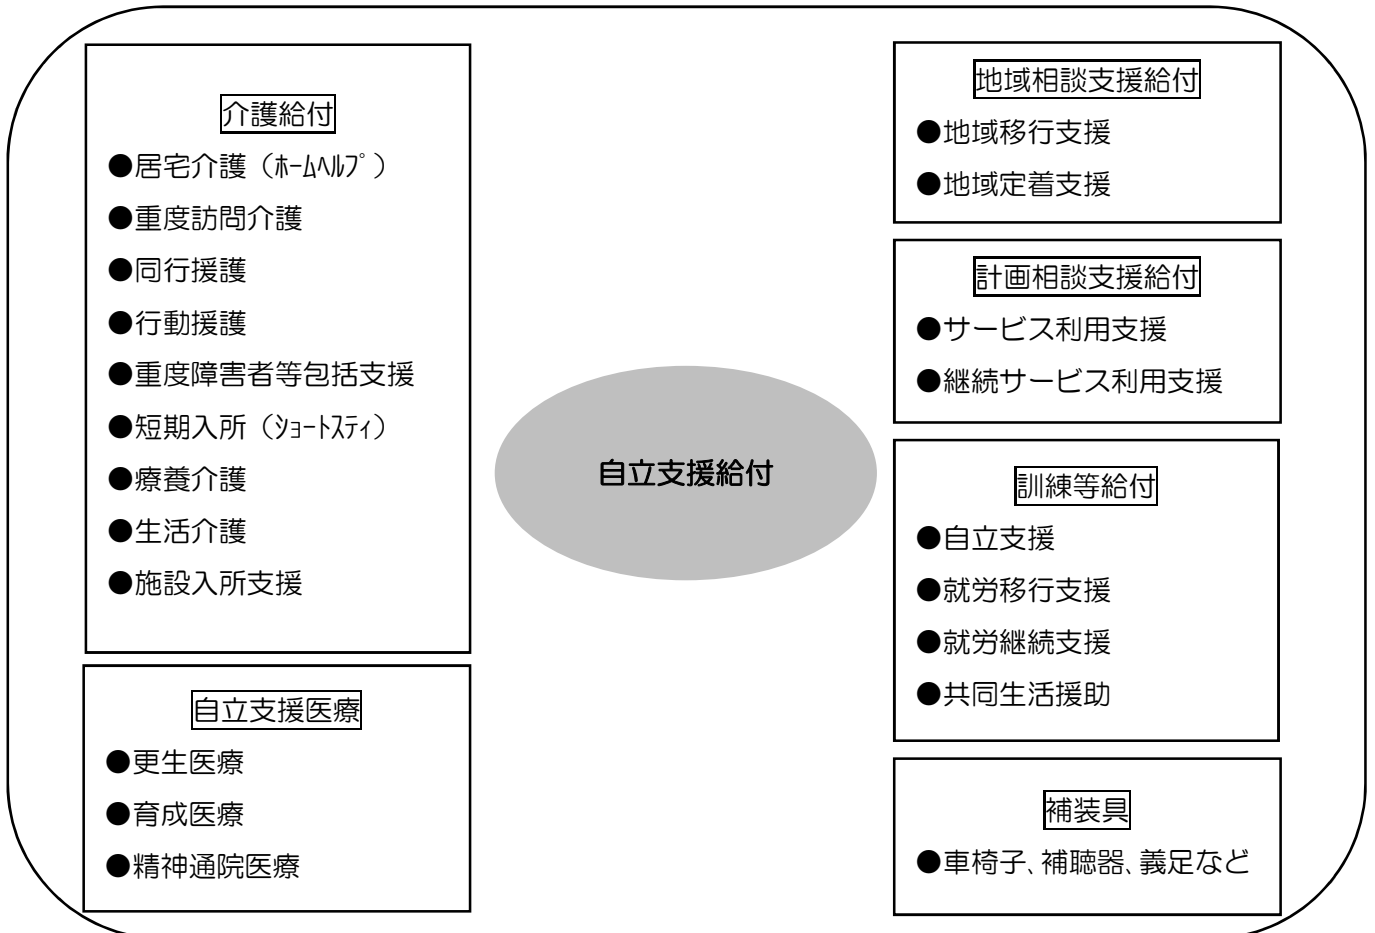 介護給付
●居宅介護（ﾎｰﾑﾍﾙﾌﾟ）
●重度訪問介護
●同行援護
●行動援護
●重度障害者等包括支援
●短期入所（ｼｮｰﾄｽﾃｨ）
●療養介護
●生活介護
●施設入所支援
自立支援医療
●更生医療
●育成医療
●精神通院医療
自立支援給付
地域相談支援給付
●地域移行支援
●地域定着支援
計画相談支援給付
●サービス利用支援
●継続サービス利用支援
訓練等給付
●自立支援
●就労移行支援
●就労継続支援
●共同生活援助
補装具
●車椅子､補聴器､義足など